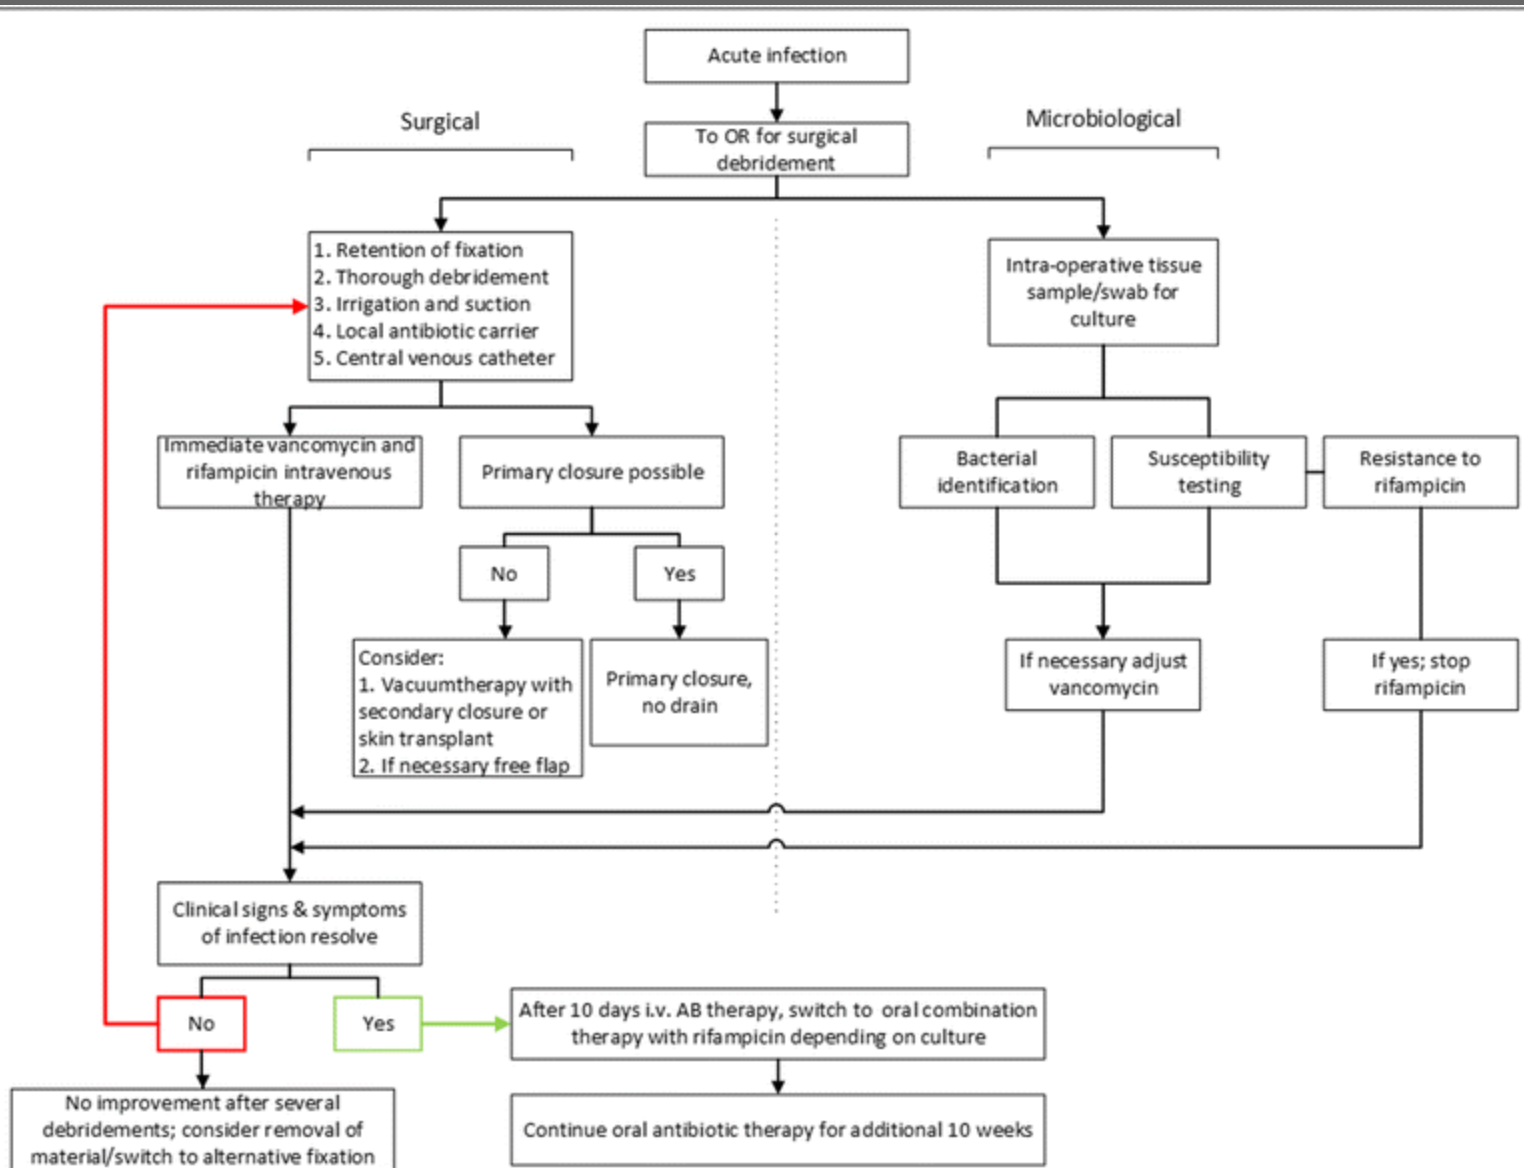 Acute infection
Surgical
Microbiological
To OR for surgical
debridement
1. Retention of fixation
2. Thorough debridement
3. Irrigation and suction
4. Local antibiotic carrier
5. Central venous catheter
Intra-operative tissue
sample/swab for
culture
Immediate vancomycin and
rifampicin intravenous
therapy
Primary closure possible
Bacterial
identification
Susceptibility
testing
Resistance to
rifampicin
No
Yes
Consider:
1. Vacuumtherapy with
secondary closure or
skin transplant
2. If necessary free flap
Primary closure,
no drain
If necessary adjust
vancomycin
If yes; stop
rifampicin
Clinical signs & symptoms
of infection resolve
No
Yes
After 10 days i.v. AB therapy, switch to oral combination
therapy with rifampicin depending on culture
No improvement after several
debridements; consider removal of
material/switch to alternative fixation
Continue oral antibiotic therapy for additional 10 weeks